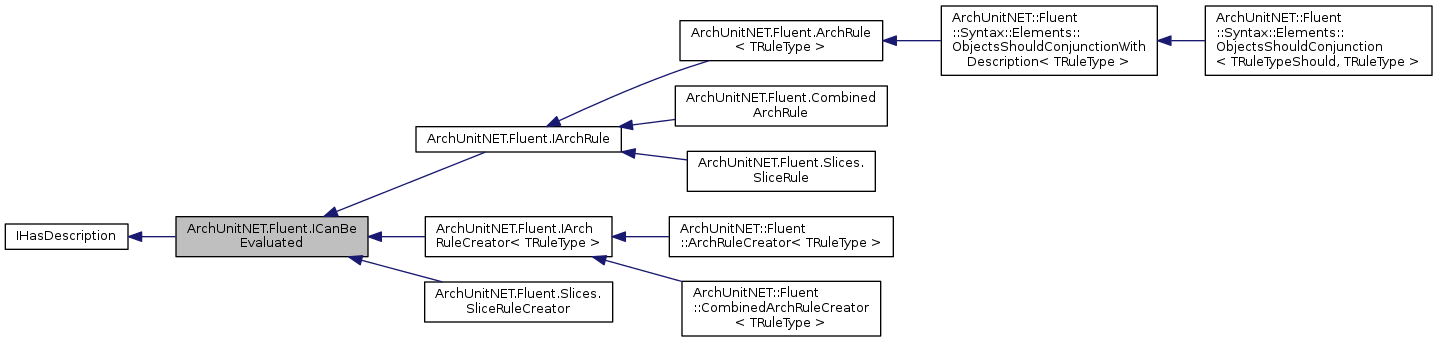 IHasDescription
ArchUnitNET.Fluent.ICanBe
Evaluated
ArchUnitNET.Fluent.IArchRule
ArchUnitNET.Fluent.ArchRule
< TRuleType >
ArchUnitNET::Fluent
::Syntax::Elements::
ObjectsShouldConjunctionWith
Description< TRuleType >
ArchUnitNET::Fluent
::Syntax::Elements::
ObjectsShouldConjunction
< TRuleTypeShould, TRuleType >
ArchUnitNET.Fluent.Combined
ArchRule
ArchUnitNET.Fluent.Slices.
SliceRule
ArchUnitNET.Fluent.IArch
RuleCreator< TRuleType >
ArchUnitNET::Fluent
::ArchRuleCreator< TRuleType >
ArchUnitNET::Fluent
::CombinedArchRuleCreator
< TRuleType >
ArchUnitNET.Fluent.Slices.
SliceRuleCreator